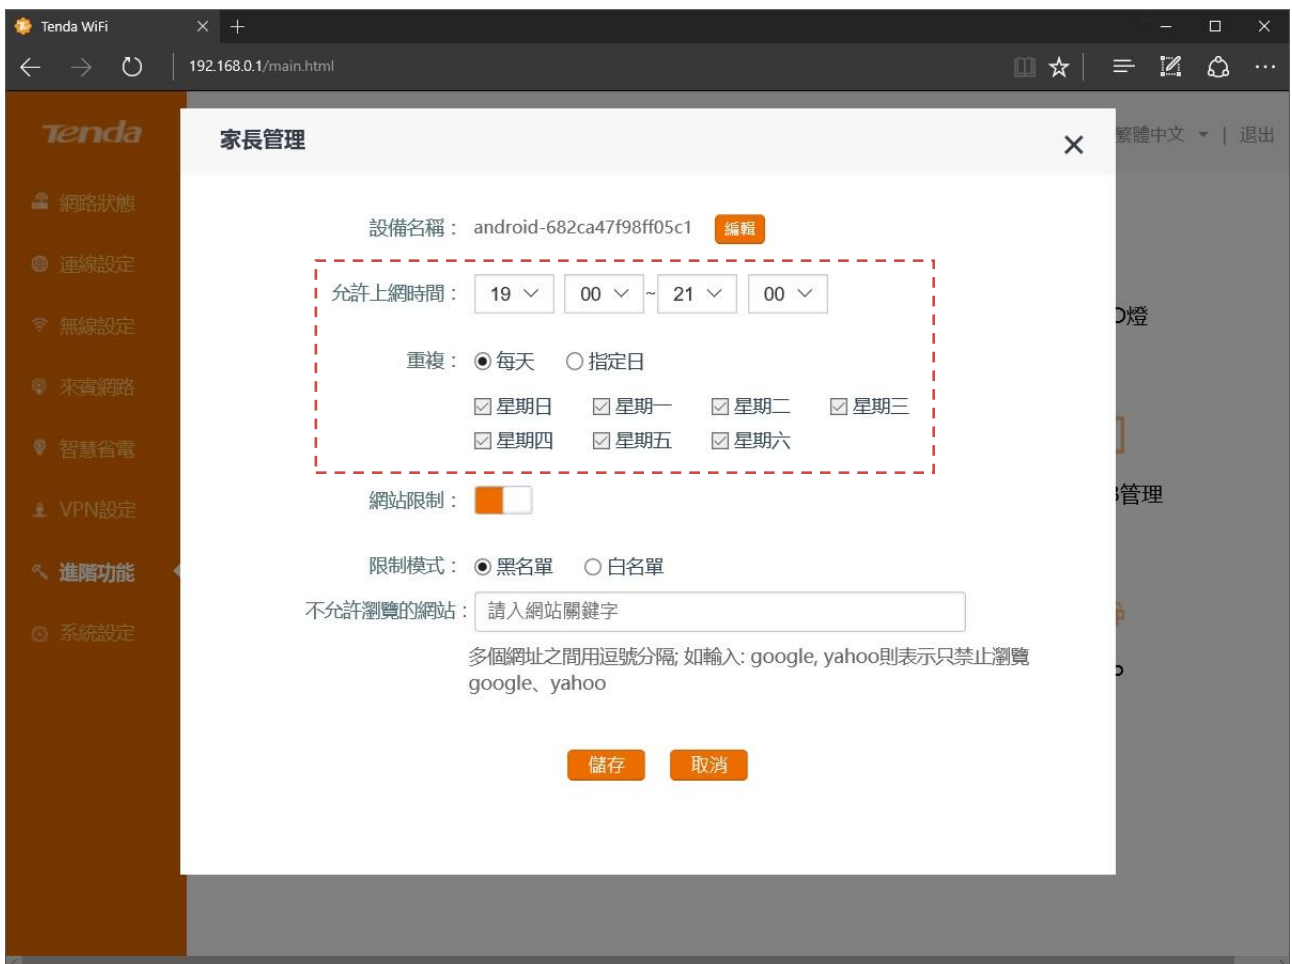 Tenda WiFi
192.168.0.1/main.html
Tenda
家長管理
繁體中文 | 退出
網路狀態
連線設定
無線設定
來賓網路
智慧省電
VPN設定
進階功能
系統設定
設備名稱： android-682ca47f98ff05c1 編輯
允許上網時間： 19 00 ~ 21 00
重複： 每天 指定日
星期日 星期一 星期二 星期三
星期四 星期五 星期六
網站限制：
限制模式： 黑名單 白名單
不允許瀏覽的網站： 請入網站關鍵字
多個網址之間用逗號分隔; 如輸入: google, yahoo則表示只禁止瀏覽
google、yahoo
儲存 取消
燈
管理